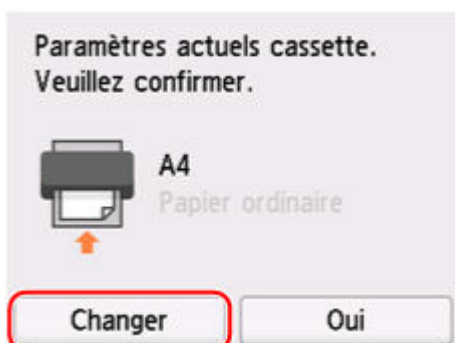 Paramètres actuels cassette.
Veuillez confirmer.
A4
Papier ordinaire
Changer
Oui